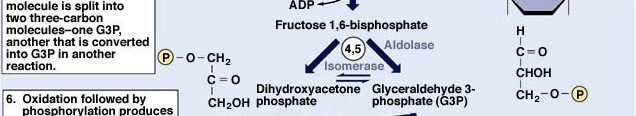 molecule is split into
two three-carbon
molecules–one G3P,
another that is converted
into G3P in another
reaction.
6. Oxidation followed by
phosphorylation produces
ADP
Fructose 1,6-bisphosphate
4,5
Aldolase
Isomerase
P–O–CH2
C = O
CH2OH
Dihydroxyacetone
phosphate
Glyceraldehyde 3-
phosphate (G3P)
H
C=O
CHOH
CH2–O–P